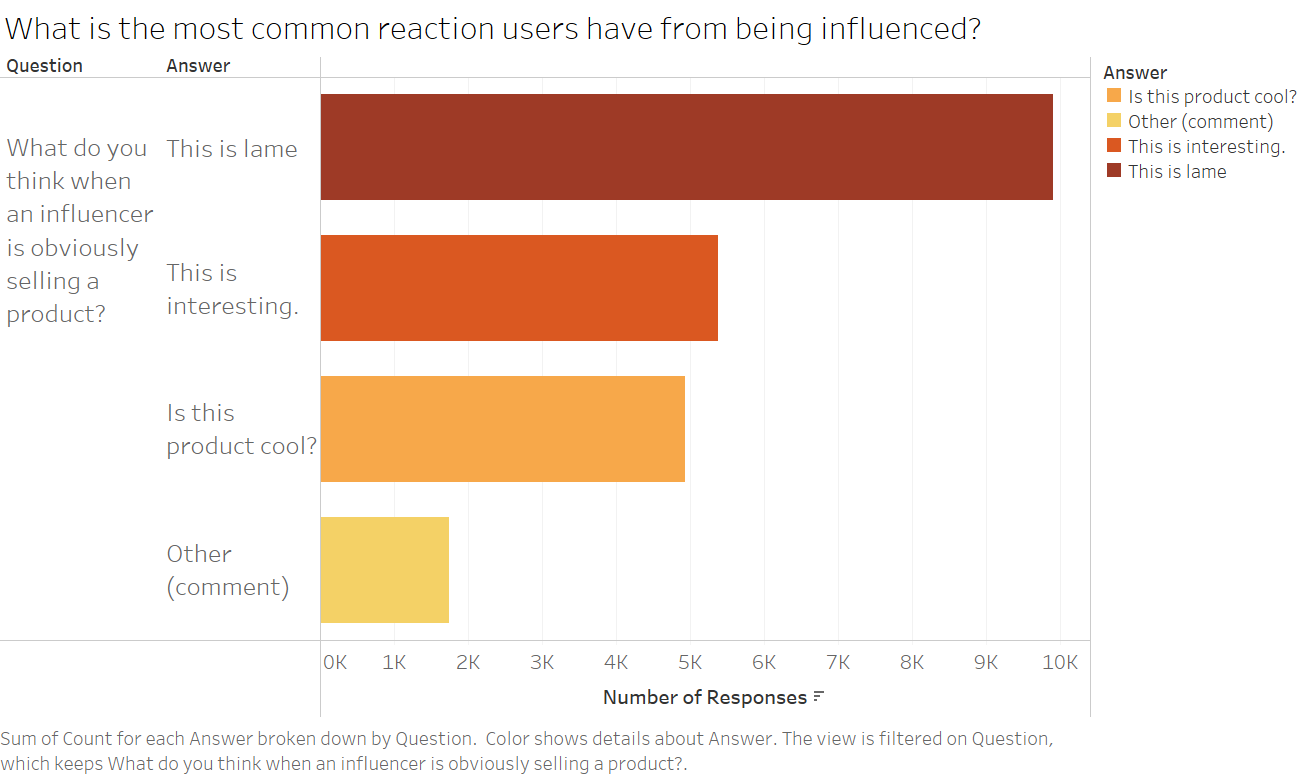 What is the most common reaction users have from being influenced?
Question
Answer
What do you
think when
an influencer
is obviously
selling a
product?
This is lame
This is
interesting.
Is this
product cool?
Other
(comment)
0K 1K 2K 3K 4K 5K 6K 7K 8K 9K 10K
Number of Responses
Answer
Is this product cool?
Other (comment)
This is interesting.
This is lame
Sum of Count for each Answer broken down by Question.  Color shows details about Answer. The view is filtered on Question,
which keeps What do you think when an influencer is obviously selling a product?.